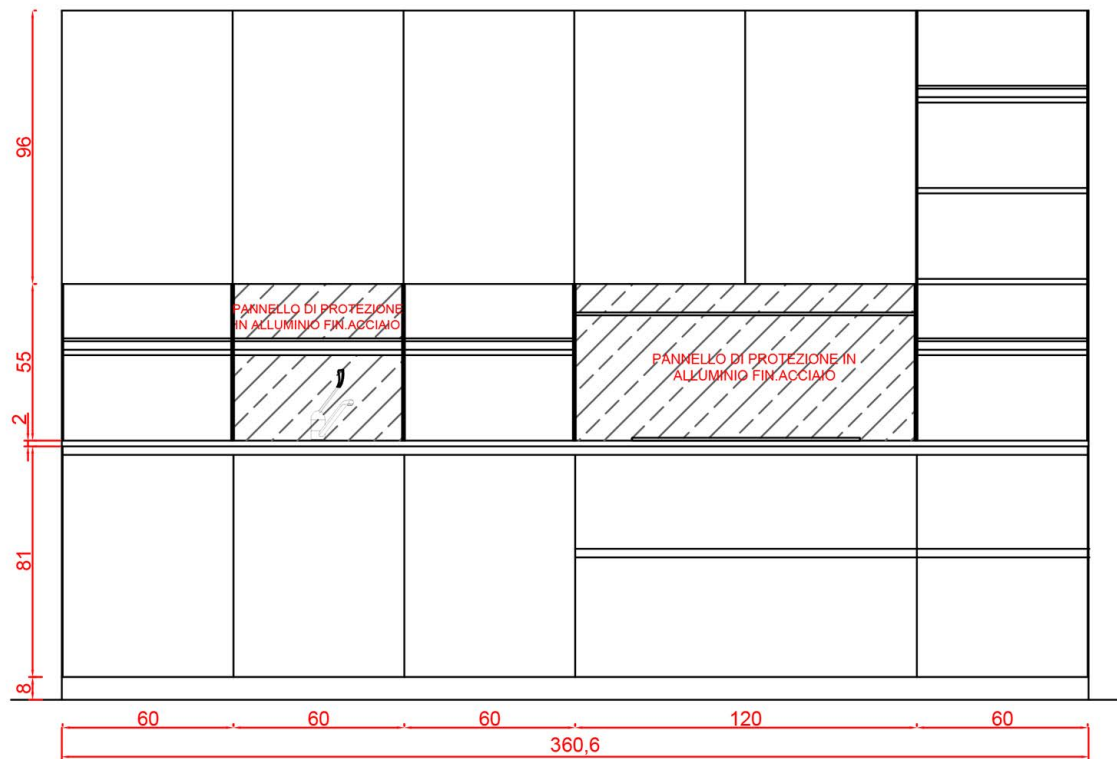 96
PANNELLO DI PROTEZIONE
IN ALLUMINIO FIN.ACCIAIO
PANNELLO DI PROTEZIONE IN
ALLUMINIO FIN.ACCIAIO
55
2
81
8
60
60
60
120
60
360,6